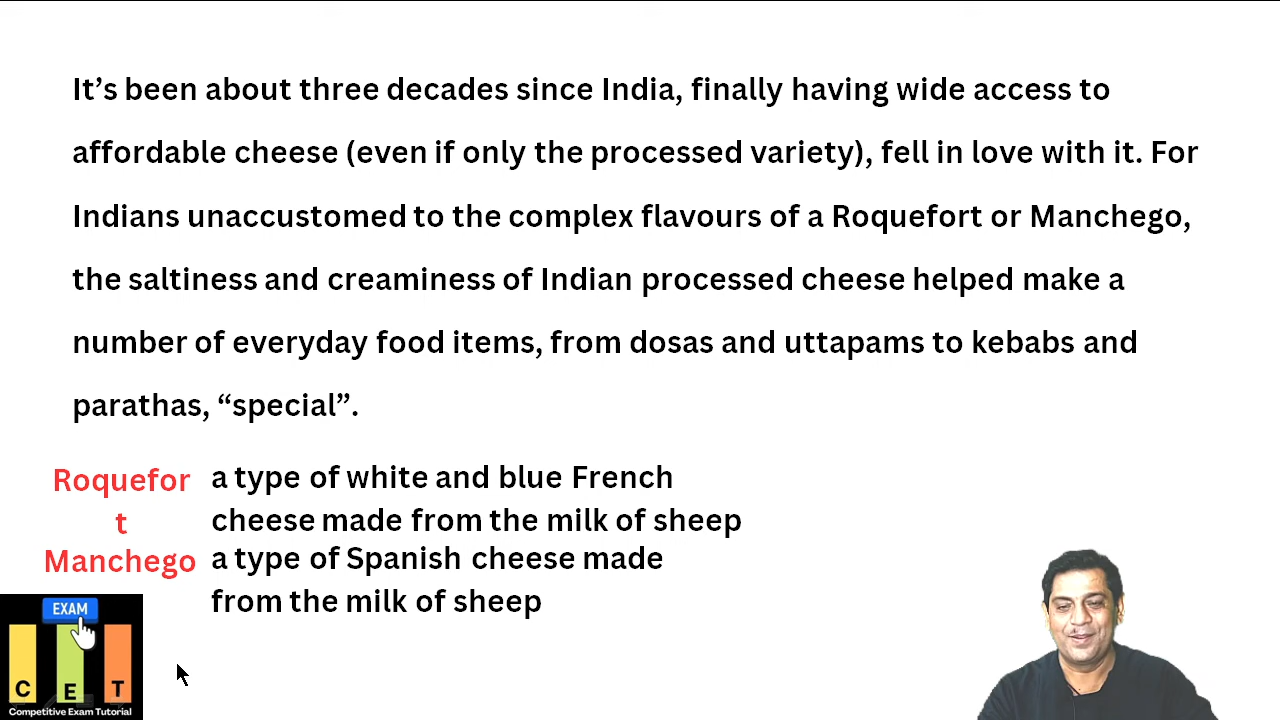 It’s been about three decades since India, finally having wide access to
affordable cheese (even if only the processed variety), fell in love with it. For
Indians unaccustomed to the complex flavours of a Roquefort or Manchego,
the saltiness and creaminess of Indian processed cheese helped make a
number of everyday food items, from dosas and uttapams to kebabs and
parathas, “special”.
Roquefor
t
a type of white and blue French
cheese made from the milk of sheep
Manchego
a type of Spanish cheese made
from the milk of sheep
EXAM
C E T
Competitive Exam Tutorial